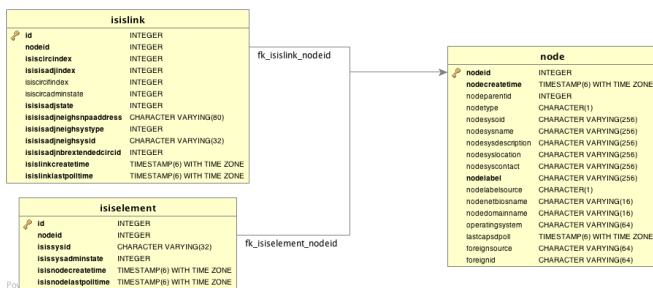 isislink
id INTEGER
nodeid INTEGER
isiscircindex INTEGER
isisisadjindex INTEGER
isiscircifindex INTEGER
isiscircadminstate INTEGER
isisisadjstate INTEGER
isisisadjneighsnpaaddress CHARACTER VARYING(80)
isisisadjneighsystype INTEGER
isisisadjneighsysid CHARACTER VARYING(32)
isisisadjnbrextendedcircid INTEGER
isislinkcreatetime TIMESTAMP(6) WITH TIME ZONE
isislinklastpolltime TIMESTAMP(6) WITH TIME ZONE
fk_isislink_nodeid
node
nodeid INTEGER
nodecreatetime TIMESTAMP(6) WITH TIME ZONE
nodeparentid INTEGER
nodetype CHARACTER(1)
nodesysoid CHARACTER VARYING(256)
nodesysname CHARACTER VARYING(256)
nodesysdescription CHARACTER VARYING(256)
nodesyslocation CHARACTER VARYING(256)
nodesyscontact CHARACTER VARYING(256)
nodelabel CHARACTER VARYING(256)
nodelabelsource CHARACTER(1)
nodenetbiosname CHARACTER VARYING(16)
nodedomainname CHARACTER VARYING(16)
operatingsystem CHARACTER VARYING(64)
lastcapsdpoll TIMESTAMP(6) WITH TIME ZONE
foreignsource CHARACTER VARYING(64)
foreignid CHARACTER VARYING(64)
isiselement
id INTEGER
nodeid INTEGER
isissysid CHARACTER VARYING(32)
isissysadminstate INTEGER
isisnodecreatetime TIMESTAMP(6) WITH TIME ZONE
isisnodelastpolltime TIMESTAMP(6) WITH TIME ZONE
fk_isiselement_nodeid